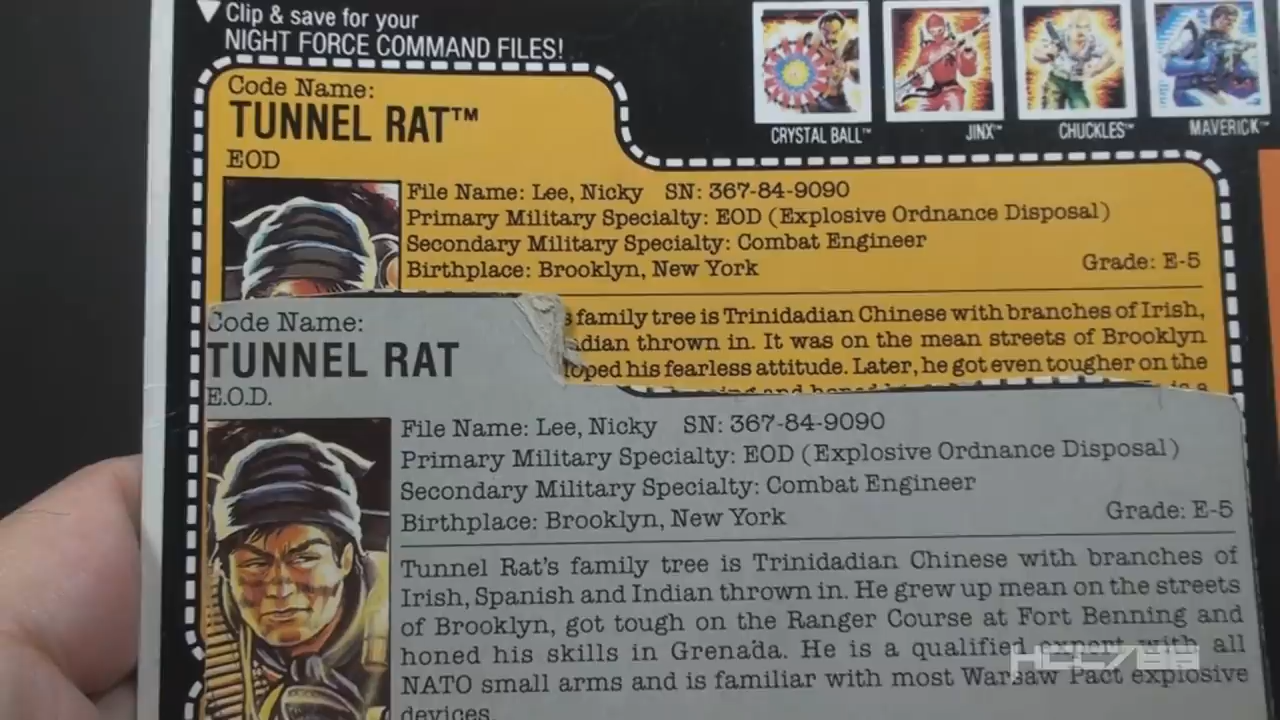 Clip & save for your
NIGHT FORCE COMMAND FILES!
CRYSTAL BALL™
JINX™
CHUCKLES™
MAVERICK™
Code Name:
TUNNEL RAT™
EOD
File Name: Lee, Nicky SN: 367-84-9090
Primary Military Specialty: EOD (Explosive Ordnance Disposal)
Secondary Military Specialty: Combat Engineer
Birthplace: Brooklyn, New York Grade: E-5
family tree is Trinidadian Chinese with branches of Irish,
thrown in. It was on the mean streets of Brooklyn
his fearless attitude. Later, he got even tougher on the
Code Name:
TUNNEL RAT
E.O.D.
File Name: Lee, Nicky SN: 367-84-9090
Primary Military Specialty: EOD (Explosive Ordnance Disposal)
Secondary Military Specialty: Combat Engineer
Birthplace: Brooklyn, New York Grade: E-5
Tunnel Rat's family tree is Trinidadian Chinese with branches of
Irish, Spanish and Indian thrown in. He grew up mean on the streets
of Brooklyn, got tough on the Ranger Course at Fort Benning and
honed his skills in Grenada. He is a qualified expert with all
NATO small arms and is familiar with most Warsaw Pact explosive
devices.
HCC788